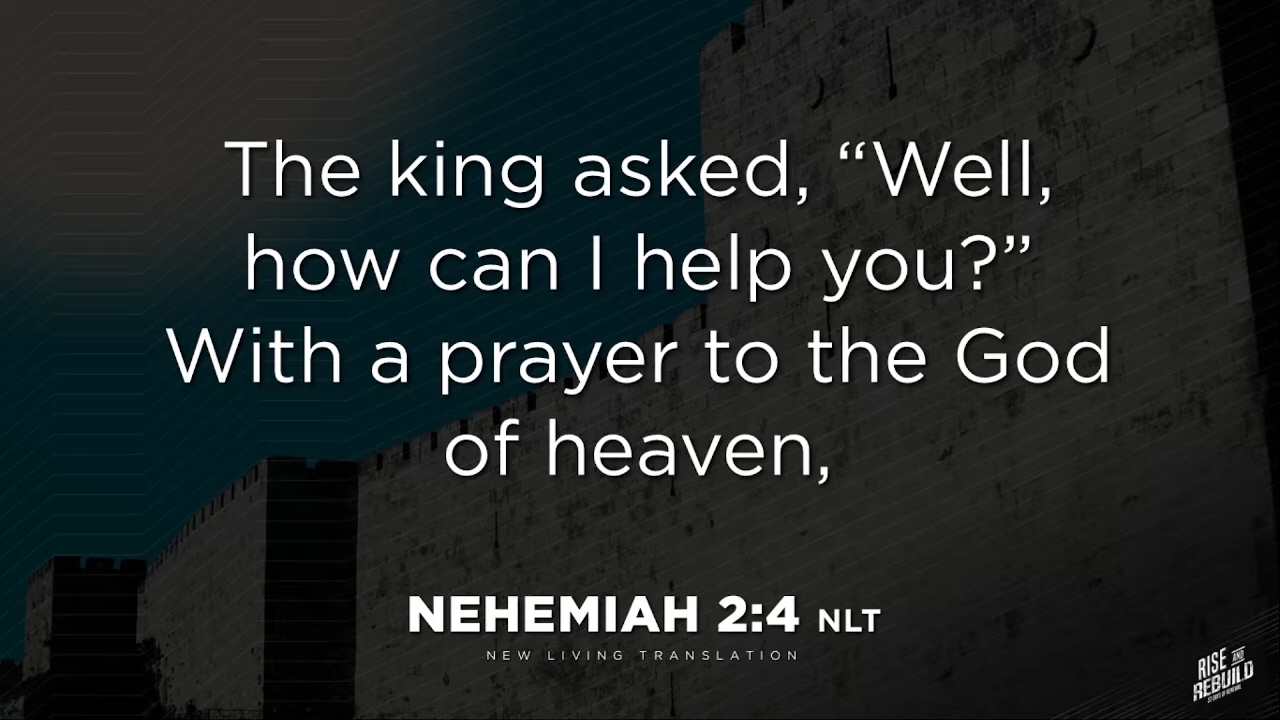 The king asked, “Well,
how can I help you?”
With a prayer to the God
of heaven,
NEHEMIAH 2:4 NLT
NEW LIVING TRANSLATION
RISE AND
REBUILD